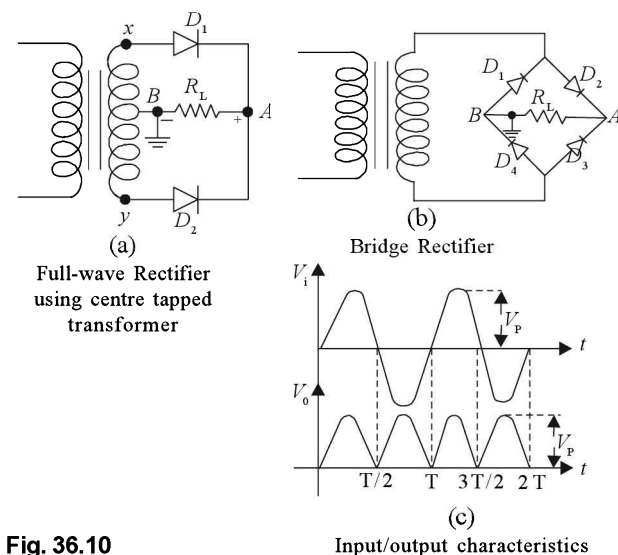 x
D1
B
RL
A
− +
D2
y
(a)
Full-wave Rectifier
using centre tapped
transformer
D1
D2
B
RL
A
D4
D3
(b)
Bridge Rectifier
Vi
VP
t
V0
VP
t
T/2 T 3T/2 2T
(c)
Input/output characteristics
Fig. 36.10